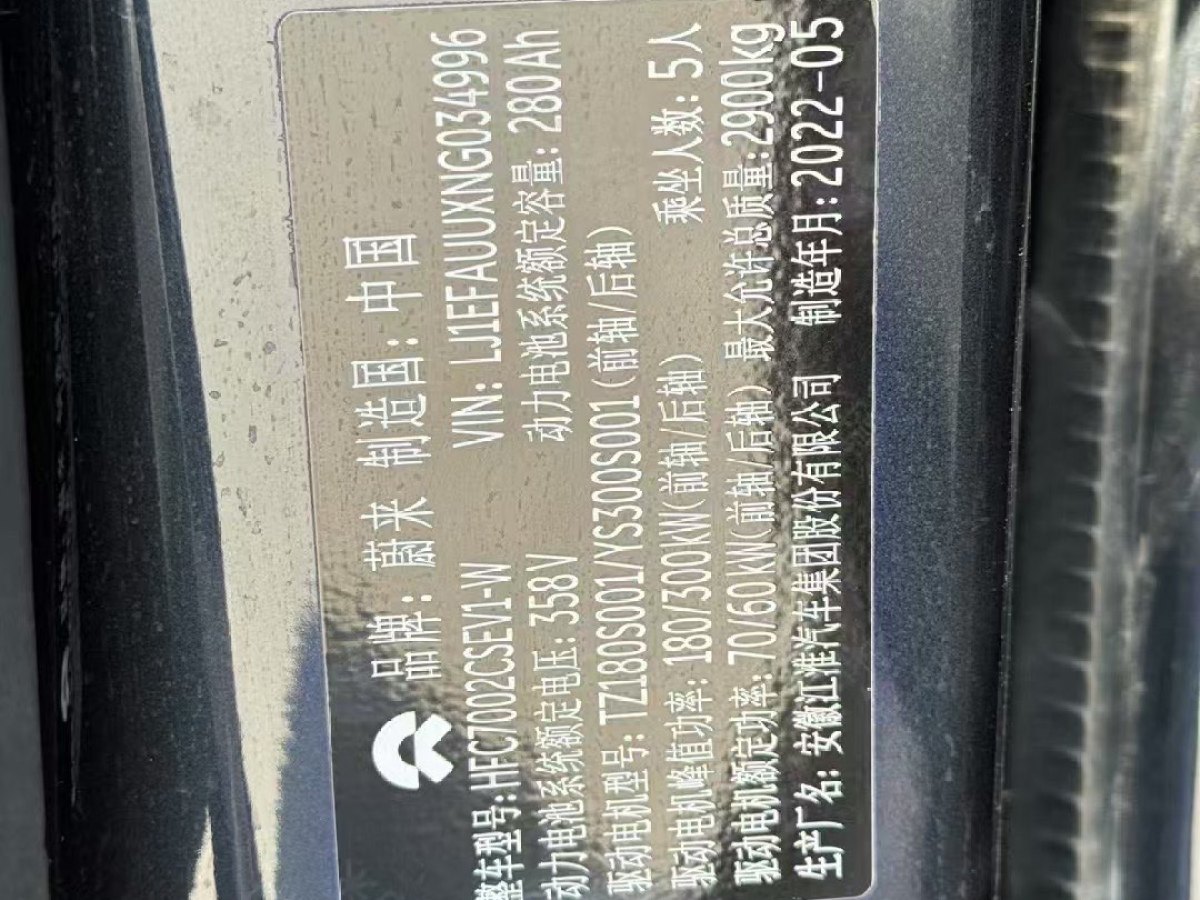 品牌: 蔚来 制造国: 中国
整车型号:HFC7002CSEV1-W VIN: LJ1EFAUUXNG034996
动力电池系统额定电压: 358V 动力电池系统额定容量: 280Ah
驱动电机型号: TZ180S001/YS300S001(前轴/后轴)
驱动电机峰值功率: 180/300kW(前轴/后轴) 乘坐人数: 5人
驱动电机额定功率: 70/60kW(前轴/后轴) 最大允许总质量:2900kg
生产厂名: 安徽江淮汽车集团股份有限公司 制造年月: 2022-05